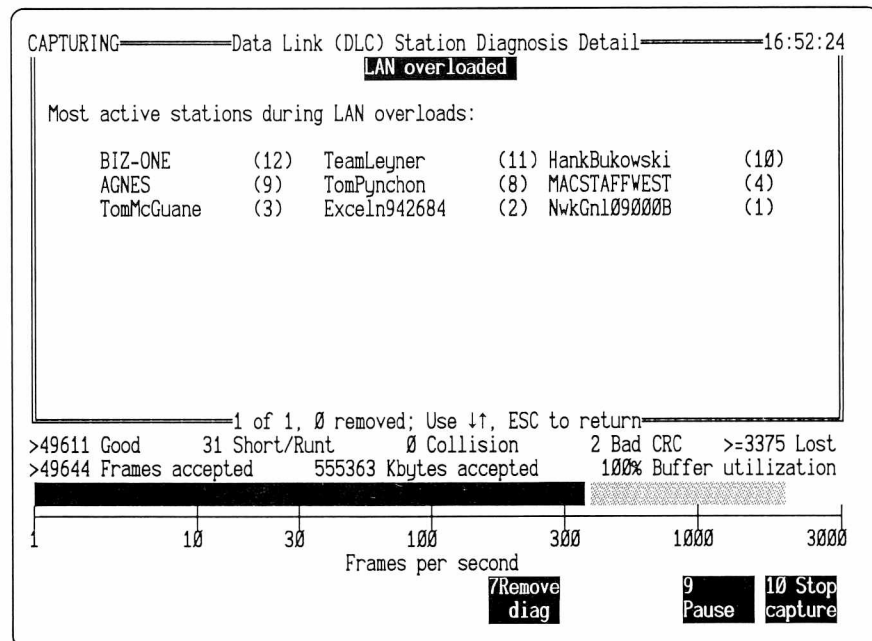 CAPTURING Data Link (DLC) Station Diagnosis Detail 16:52:24
LAN overloaded
Most active stations during LAN overloads:
BIZ-ONE (12) TeamLeyner (11) HankBukowski (10)
AGNES (9) TomPynchon (8) MACSTAFFWEST (4)
TomMcGuane (3) Exceln942684 (2) NwkGnl09000B (1)
1 of 1, 0 removed; Use ↓↑, ESC to return
>49611 Good 31 Short/Runt 0 Collision 2 Bad CRC >=3375 Lost
>49644 Frames accepted 555363 Kbytes accepted 100% Buffer utilization
1 10 30 100 300 1000 3000
Frames per second
7Remove 9 10 Stop
diag Pause capture